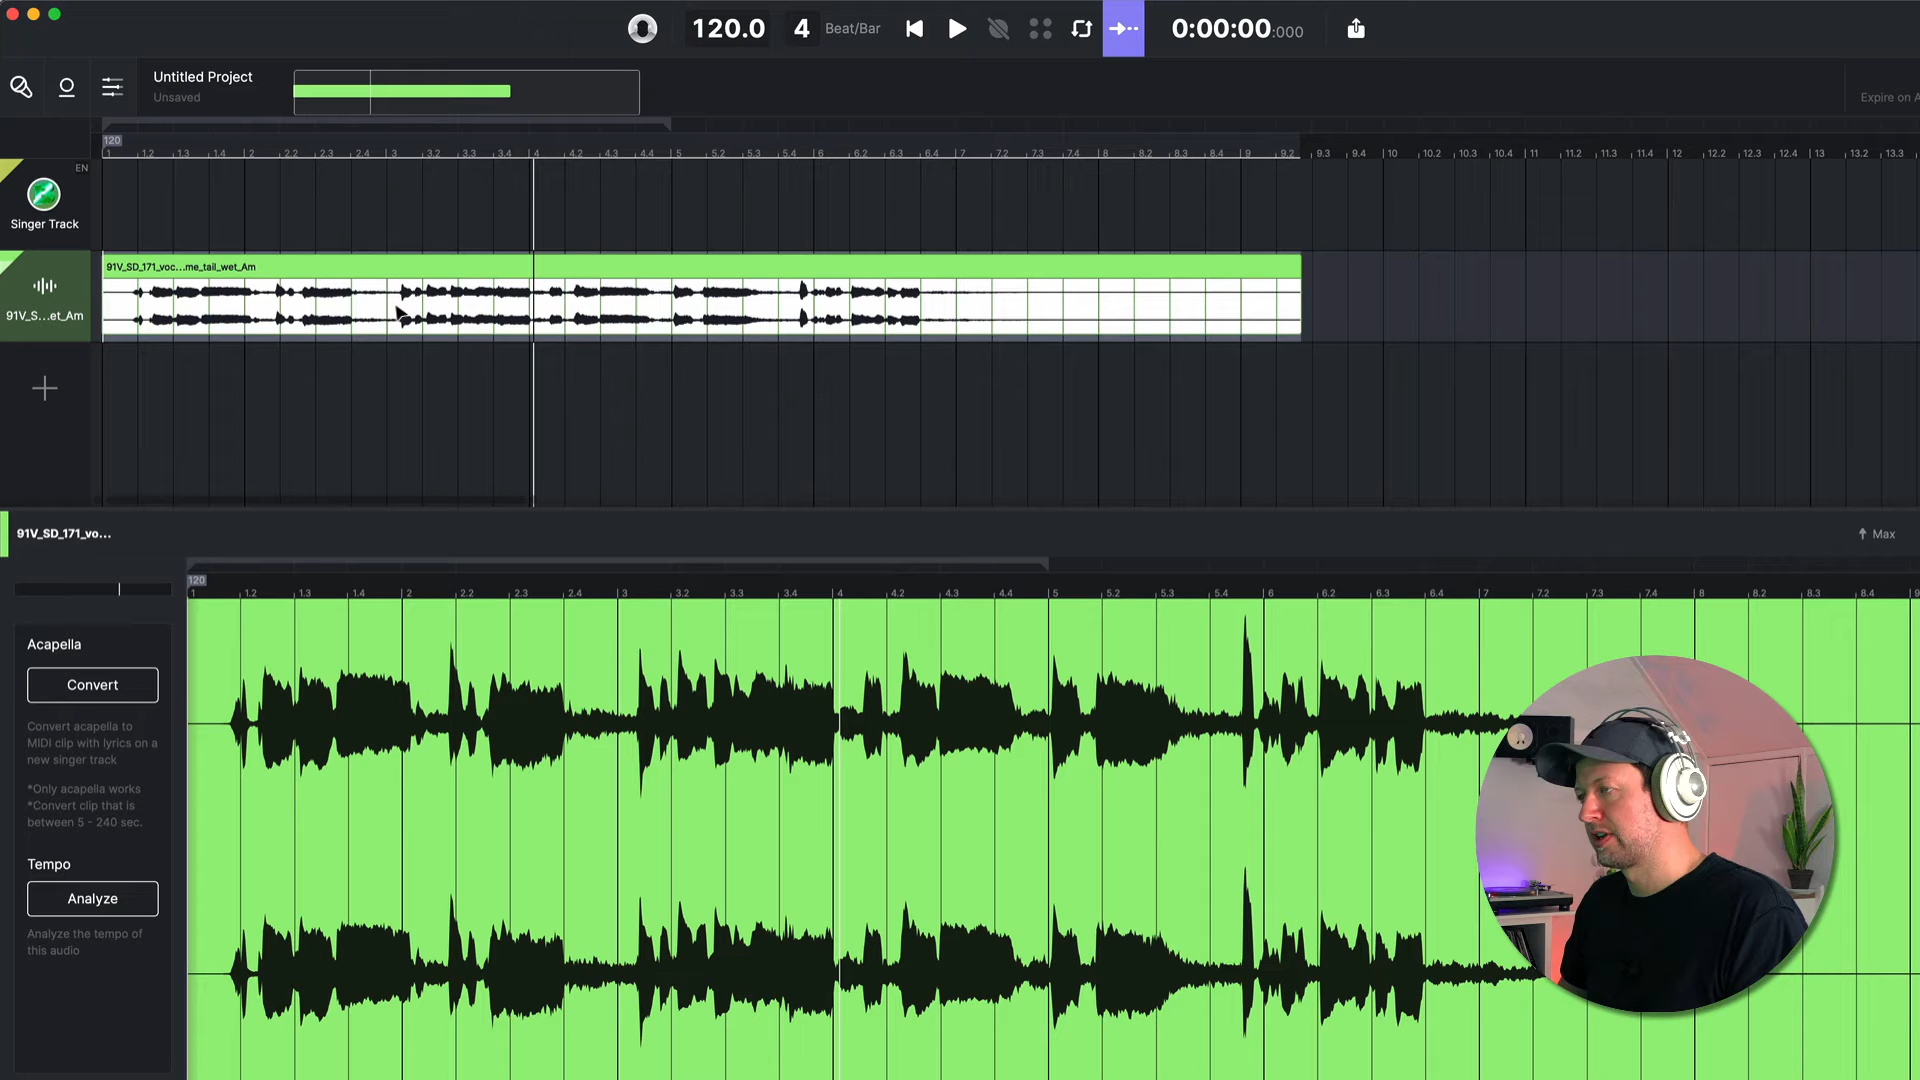 120.0 4 Beat/Bar 0:00:00:000
Untitled Project
Unsaved
Expire on A
120
1 1.2 1.3 1.4 2 2.2 2.3 2.4 3 3.2 3.3 3.4 4 4.2 4.3 4.4 5 5.2 5.3 5.4 6 6.2 6.3 6.4 7 7.2 7.3 7.4 8 8.2 8.3 8.4 9 9.2 9.3 9.4 10 10.2 10.3 10.4 11 11.2 11.3 11.4 12 12.2 12.3 12.4 13 13.2 13.3
EN
Singer Track
91V_SD_171_voc...me_tail_wet_Am
91V_S...et_Am
91V_SD_171_vo...
Max
120
1 1.2 1.3 1.4 2 2.2 2.3 2.4 3 3.2 3.3 3.4 4 4.2 4.3 4.4 5 5.2 5.3 5.4 6 6.2 6.3 6.4 7 7.2 7.3 7.4 8 8.2 8.3 8.4 9
Acapella
Convert
Convert acapella to
MIDI clip with lyrics on a
new singer track
*Only acapella works
*Convert clip that is
between 5 - 240 sec.
Tempo
Analyze
Analyze the tempo of
this audio